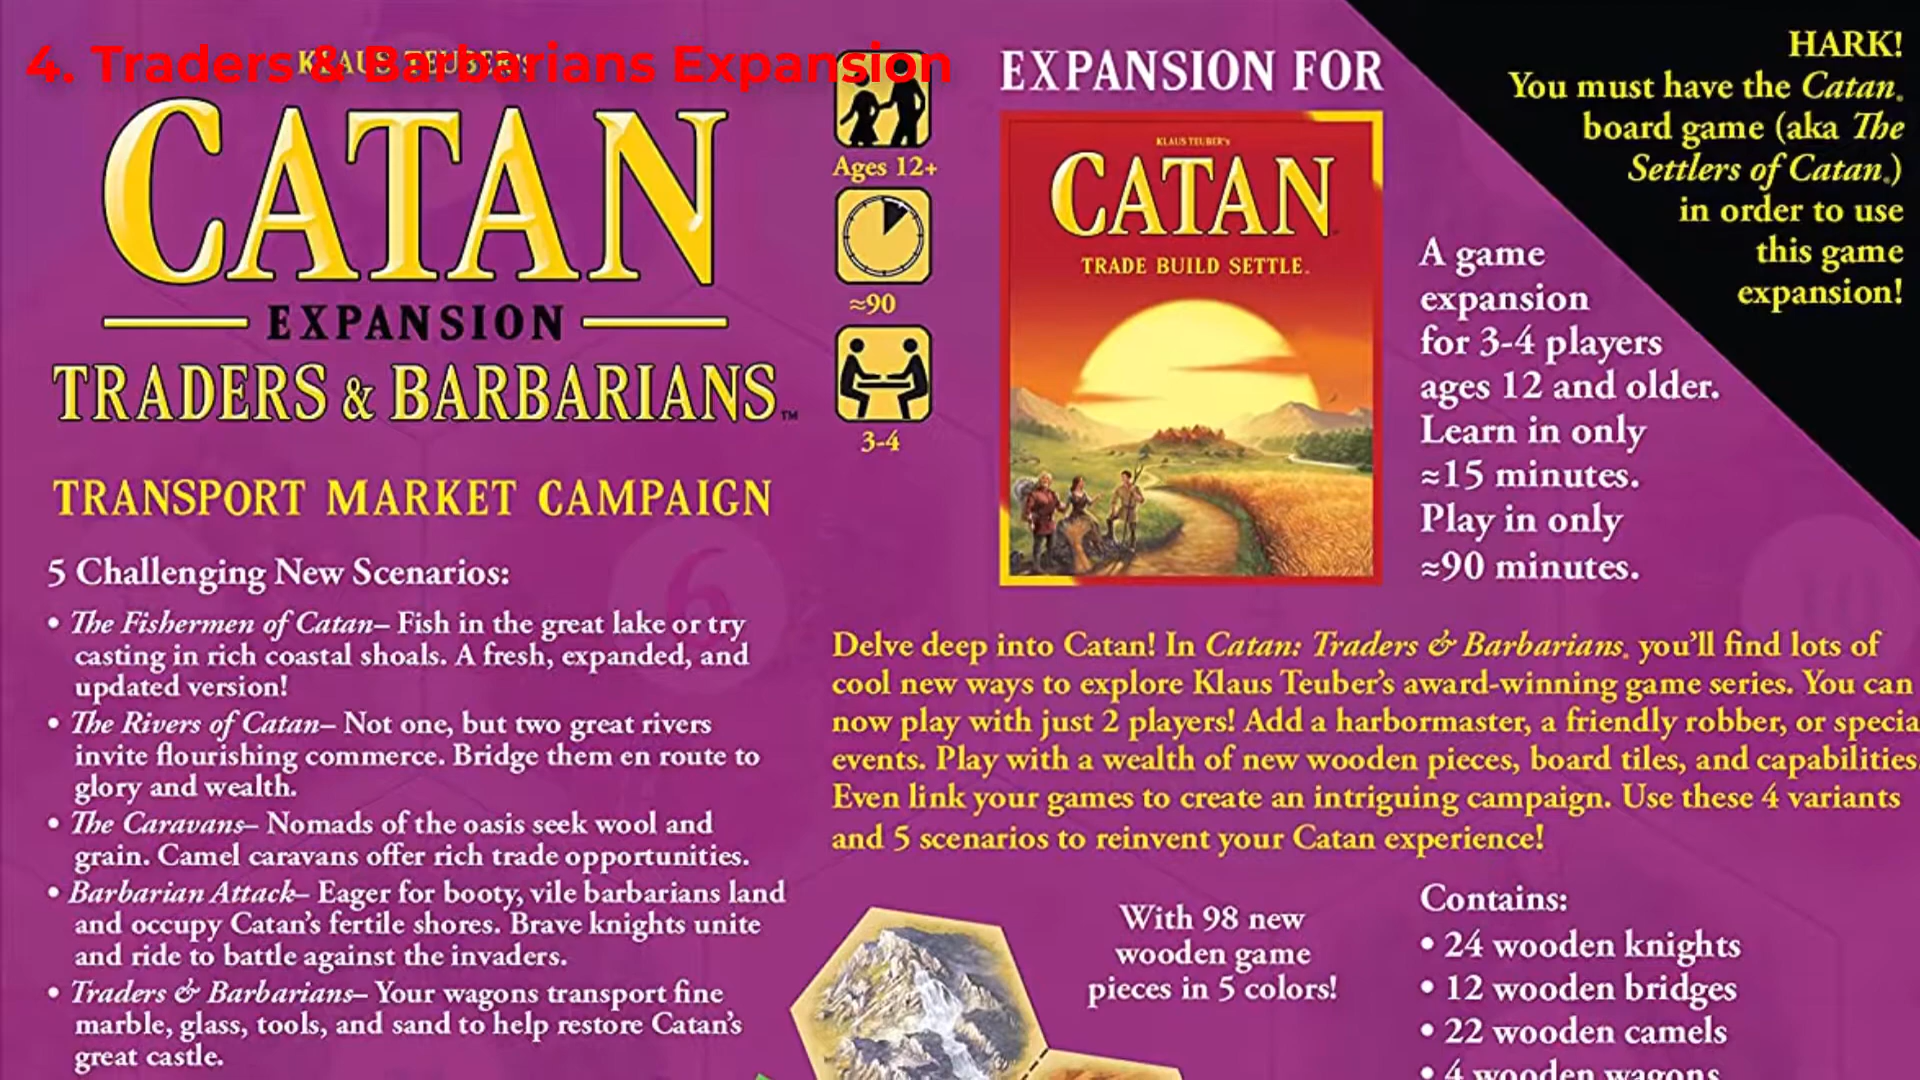 4. Traders & Barbarians Expansion
KLAUS TEUBER's
CATAN
EXPANSION
TRADERS & BARBARIANS™
TRANSPORT MARKET CAMPAIGN
5 Challenging New Scenarios:
• The Fishermen of Catan– Fish in the great lake or try
casting in rich coastal shoals. A fresh, expanded, and
updated version!
• The Rivers of Catan– Not one, but two great rivers
invite flourishing commerce. Bridge them en route to
glory and wealth.
• The Caravans– Nomads of the oasis seek wool and
grain. Camel caravans offer rich trade opportunities.
• Barbarian Attack– Eager for booty, vile barbarians land
and occupy Catan's fertile shores. Brave knights unite
and ride to battle against the invaders.
• Traders & Barbarians– Your wagons transport fine
marble, glass, tools, and sand to help restore Catan's
great castle.
Ages 12+
≈90
3-4
EXPANSION FOR
KLAUS TEUBER's
CATAN
TRADE BUILD SETTLE.
HARK!
You must have the Catan.
board game (aka The
Settlers of Catan.)
in order to use
this game
expansion!
A game
expansion
for 3-4 players
ages 12 and older.
Learn in only
≈15 minutes.
Play in only
≈90 minutes.
Delve deep into Catan! In Catan: Traders & Barbarians. you'll find lots of
cool new ways to explore Klaus Teuber's award-winning game series. You can
now play with just 2 players! Add a harbormaster, a friendly robber, or specia
events. Play with a wealth of new wooden pieces, board tiles, and capabilities.
Even link your games to create an intriguing campaign. Use these 4 variants
and 5 scenarios to reinvent your Catan experience!
With 98 new
wooden game
pieces in 5 colors!
Contains:
• 24 wooden knights
• 12 wooden bridges
• 22 wooden camels
• 4 wooden wagons
6
10